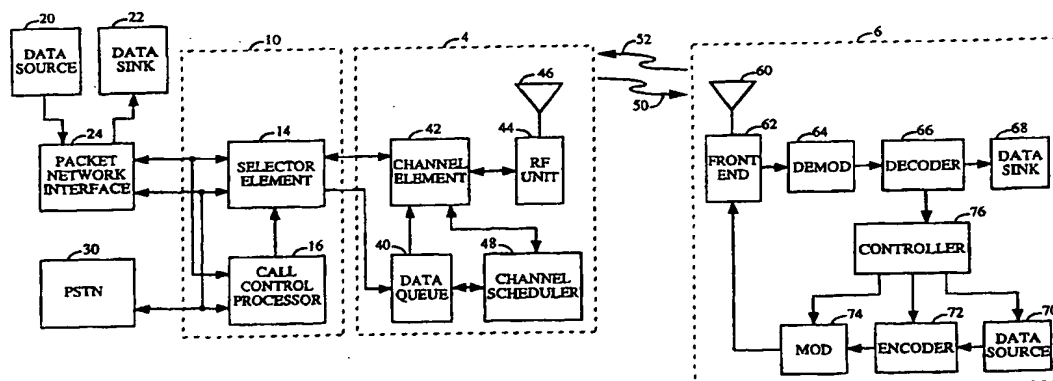 20
22
DATA
SOURCE
DATA
SINK
24
PACKET
NETWORK
INTERFACE
30
PSTN
10
14
SELECTOR
ELEMENT
16
CALL
CONTROL
PROCESSOR
4
42
CHANNEL
ELEMENT
46
44
RF
UNIT
40
DATA
QUEUE
48
CHANNEL
SCHEDULER
52
50
6
60
62
FRONT
END
64
DEMOD
66
DECODER
68
DATA
SINK
76
CONTROLLER
74
MOD
72
ENCODER
70
DATA
SOURCE